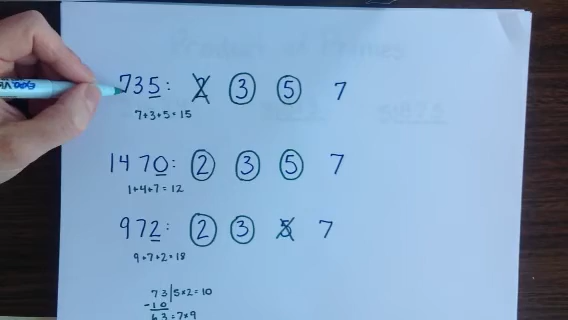 735: 2 3 5 7
7+3+5=15
1470: 2 3 5 7
1+4+7=12
972: 2 3 5 7
9+7+2=18
73|5×2=10
-10
63=7×9